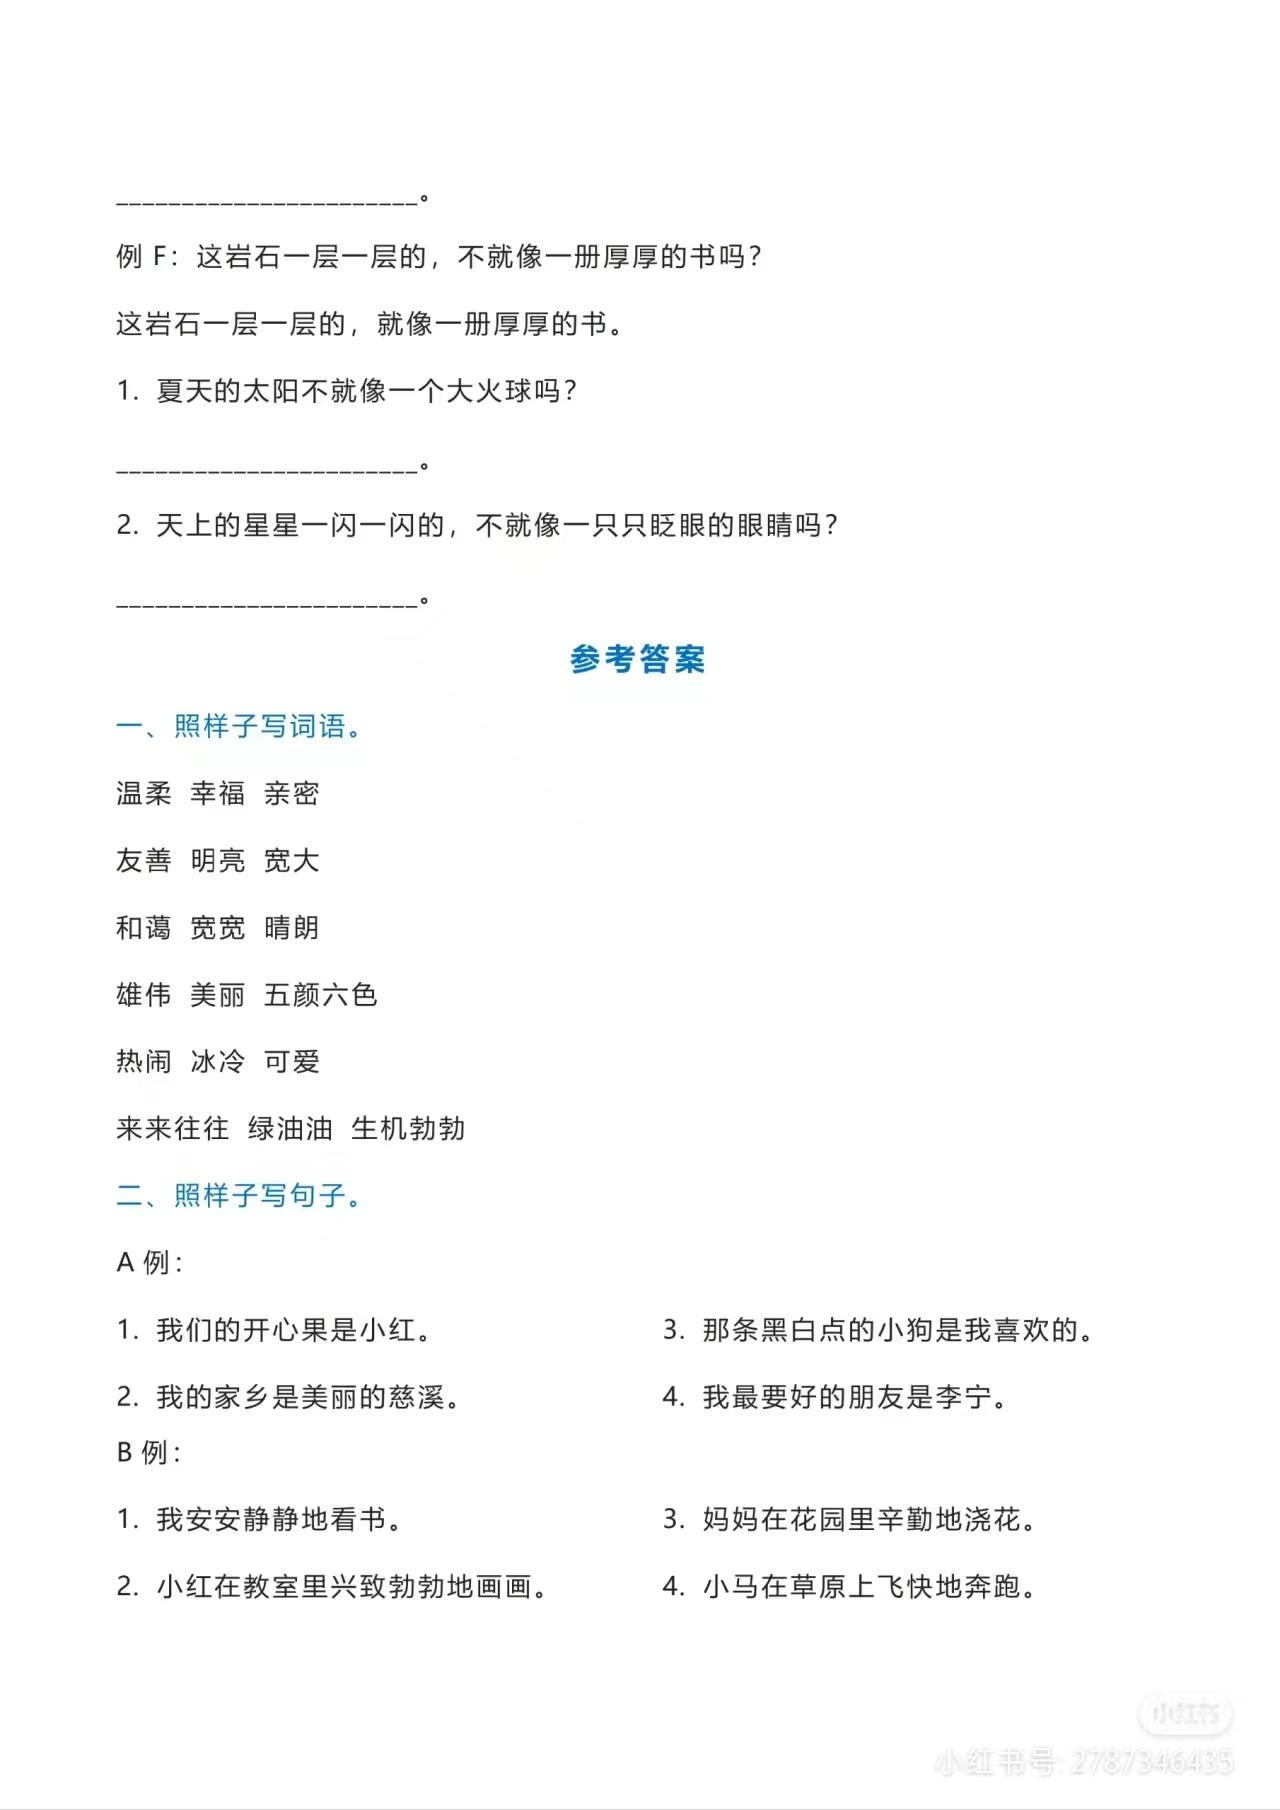 _______________________。
例 F：这岩石一层一层的，不就像一册厚厚的书吗？
这岩石一层一层的，就像一册厚厚的书。
1. 夏天的太阳不就像一个大火球吗？
_______________________。
2. 天上的星星一闪一闪的，不就像一只只眨眼的眼睛吗？
_______________________。
参考答案
一、照样子写词语。
温柔 幸福 亲密
友善 明亮 宽大
和蔼 宽宽 晴朗
雄伟 美丽 五颜六色
热闹 冰冷 可爱
来来往往 绿油油 生机勃勃
二、照样子写句子。
A 例：
1. 我们的开心果是小红。
2. 我的家乡是美丽的慈溪。
3. 那条黑白点的小狗是我喜欢的。
4. 我最要好的朋友是李宁。
B 例：
1. 我安安静静地看书。
2. 小红在教室里兴致勃勃地画画。
3. 妈妈在花园里辛勤地浇花。
4. 小马在草原上飞快地奔跑。
小红书
小红书号: 2787346435